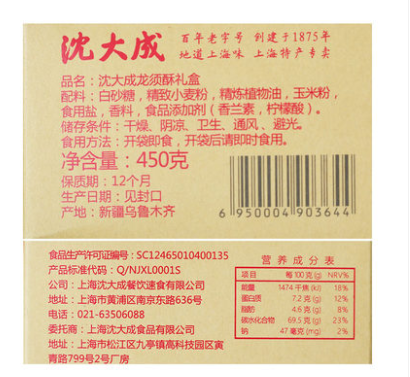 沈大成
百年老字号 创建于1875年
地道上海味 上海特产专卖
品名：沈大成龙须酥礼盒
配料：白砂糖，精致小麦粉，精炼植物油，玉米粉，
食用盐，香料，食品添加剂（香兰素，柠檬酸）。
储存条件：干燥、阴凉、卫生、通风、避光。
食用方法：开袋即食，开袋后请即时食用。
净含量：450克
保质期：12个月
生产日期：见封口
产地：新疆乌鲁木齐
6 950004 903644
食品生产许可证编号：SC12465010400135
产品标准代码：Q/NJXL0001S
公司：上海沈大成餐饮速食有限公司
地址：上海市黄浦区南京东路636号
电话：021-63506088
委托商：上海沈大成食品有限公司
地址：上海市松江区九亭镇高科技园区寅
青路799号2号厂房
营养成分表
项目 每100克(g) NRV%
能量 1474千焦(kJ) 18%
蛋白质 7.2克(g) 12%
脂肪 4.6克(g) 8%
碳水化合物 69.5克(g) 23%
钠 47毫克(mg) 2%